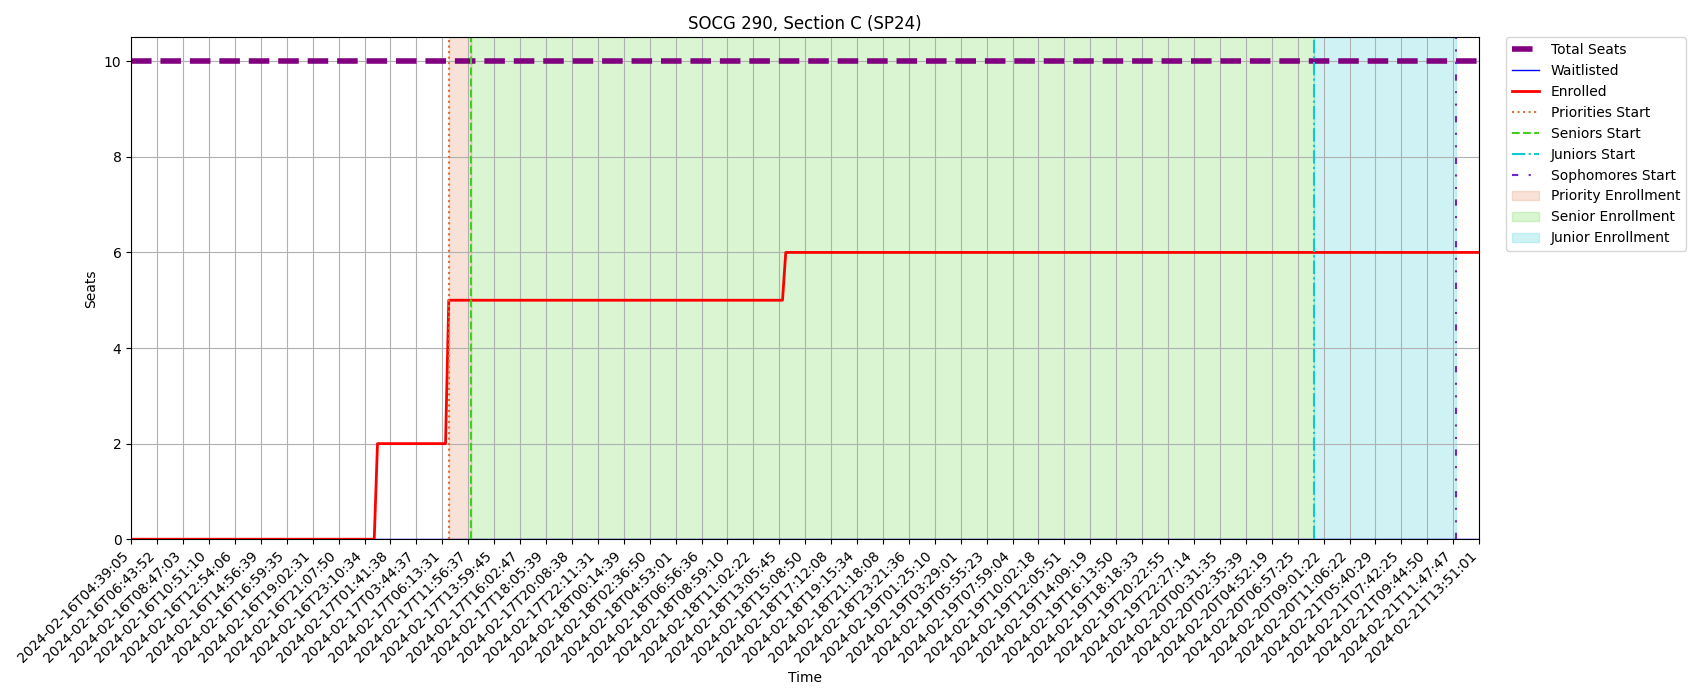 SOCG 290, Section C (SP24)
10
8
6
4
2
0
Seats
2024-02-16T04:39:05
2024-02-16T06:43:52
2024-02-16T08:47:03
2024-02-16T10:51:10
2024-02-16T12:54:06
2024-02-16T14:56:39
2024-02-16T16:59:35
2024-02-16T19:02:31
2024-02-16T21:07:50
2024-02-16T23:10:34
2024-02-17T01:41:38
2024-02-17T03:44:37
2024-02-17T06:13:31
2024-02-17T11:56:37
2024-02-17T13:59:45
2024-02-17T16:02:47
2024-02-17T18:05:39
2024-02-17T20:08:38
2024-02-17T22:11:31
2024-02-18T00:14:39
2024-02-18T02:36:50
2024-02-18T04:53:01
2024-02-18T06:56:36
2024-02-18T08:59:10
2024-02-18T11:02:22
2024-02-18T13:05:45
2024-02-18T15:08:50
2024-02-18T17:12:08
2024-02-18T19:15:34
2024-02-18T21:18:08
2024-02-18T23:21:36
2024-02-19T01:25:10
2024-02-19T03:29:01
2024-02-19T05:55:23
2024-02-19T07:59:04
2024-02-19T10:02:18
2024-02-19T12:05:51
2024-02-19T14:09:19
2024-02-19T16:13:50
2024-02-19T18:18:33
2024-02-19T20:22:55
2024-02-19T22:27:14
2024-02-20T00:31:35
2024-02-20T02:35:39
2024-02-20T04:52:19
2024-02-20T06:57:25
2024-02-20T09:01:22
2024-02-20T11:06:22
2024-02-21T05:40:29
2024-02-21T07:42:25
2024-02-21T09:44:50
2024-02-21T11:47:47
2024-02-21T13:51:01
Time
Total Seats
Waitlisted
Enrolled
Priorities Start
Seniors Start
Juniors Start
Sophomores Start
Priority Enrollment
Senior Enrollment
Junior Enrollment